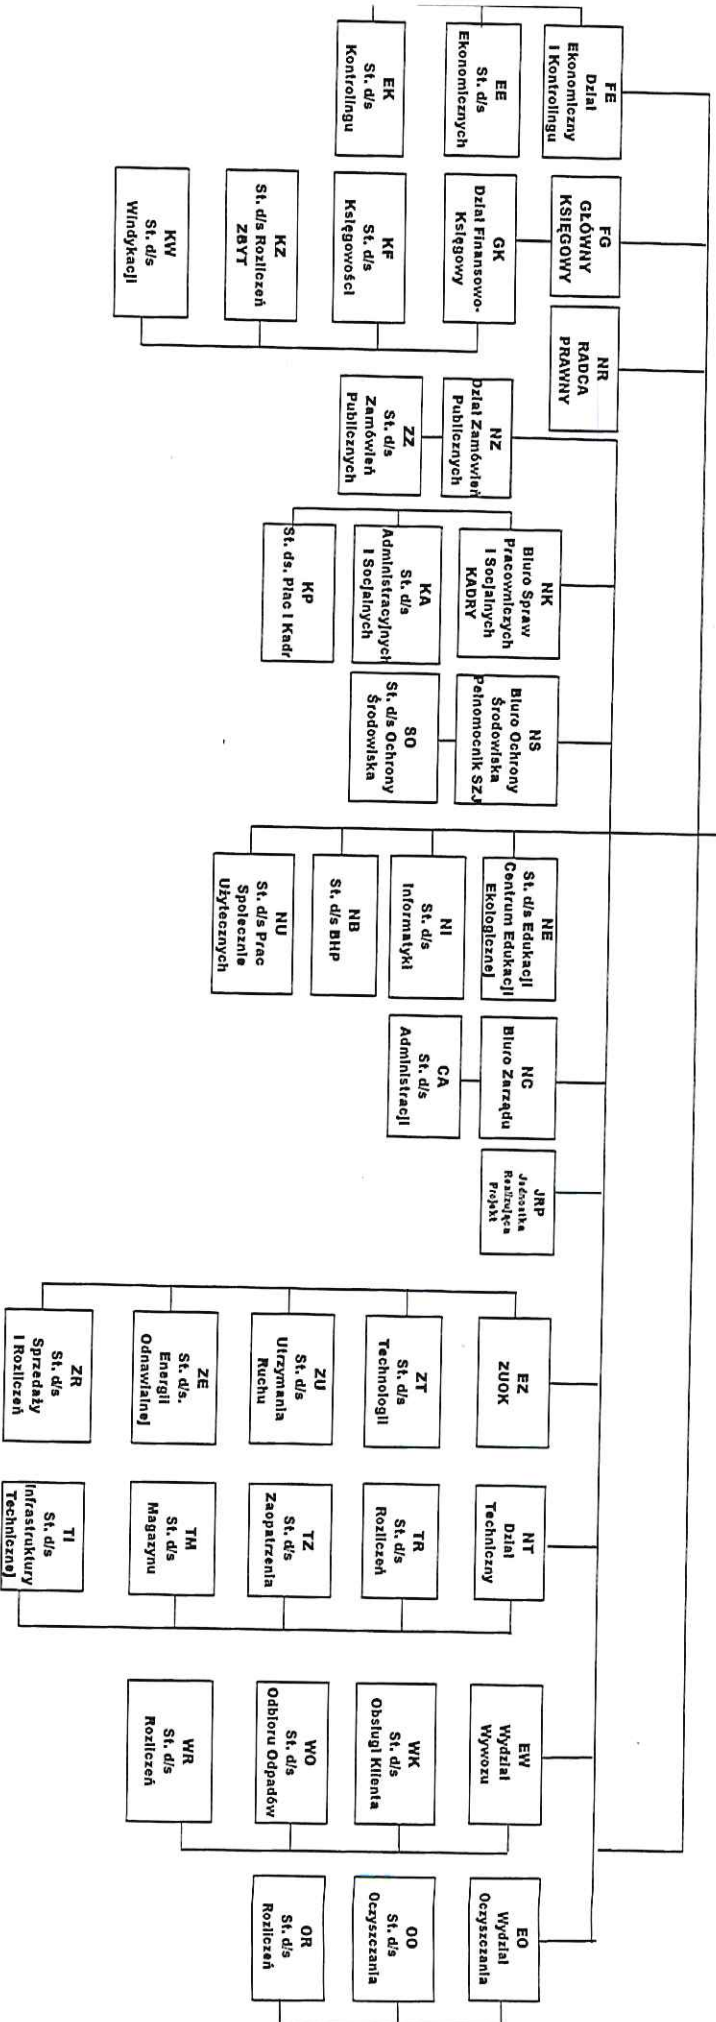 FE
Dział
Ekonomiczny
I Kontrolingu
EE
St. d/s
Ekonomicznych
EK
St. d/s
Kontrolingu
FG
GŁÓWNY
KSIĘGOWY
GK
Dział Finansowo-
Księgowy
KF
St. d/s
Księgowości
KZ
St. d/s Rozliczeń
ZBYT
KW
St. d/s
Windykacji
NR
RADCA
PRAWNY
NZ
Dział Zamówień
Publicznych
ZZ
St. d/s
Zamówień
Publicznych
NK
Biuro Spraw
Pracowniczych
I Socjalnych
KADRY
KA
St. d/s
Administracyjnych
I Socjalnych
KP
St. ds. Płac I Kadr
NS
Biuro Ochrony
Środowiska
Pełnomocnik SZJ
SO
St. d/s Ochrony
Środowiska
NE
St. d/s Edukacji
Centrum Edukacji
Ekologicznej
NI
St. d/s
Informatyki
NB
St. d/s BHP
NU
St. d/s Prac
Społecznie
Użytecznych
NC
Biuro Zarządu
CA
St. d/s
Administracji
JRP
Jednostka
Realizująca
Projekt
EZ
ZUOK
ZT
St. d/s
Technologii
ZU
St. d/s
Utrzymania
Ruchu
ZE
St. d/s.
Energii
Odnawialnej
ZR
St. d/s
Sprzedaży
I Rozliczeń
NT
Dział
Techniczny
TR
St. d/s
Rozliczeń
TZ
St. d/s
Zaopatrzenia
TM
St. d/s
Magazynu
TI
St. d/s
Infrastruktury
Technicznej
EW
Wydział
Wywozu
WK
St. d/s
Obsługi Klienta
WO
St. d/s
Odbioru Odpadów
WR
St. d/s
Rozliczeń
EO
Wydział
Oczyszczania
OO
St. d/s
Oczyszczania
OR
St. d/s
Rozliczeń